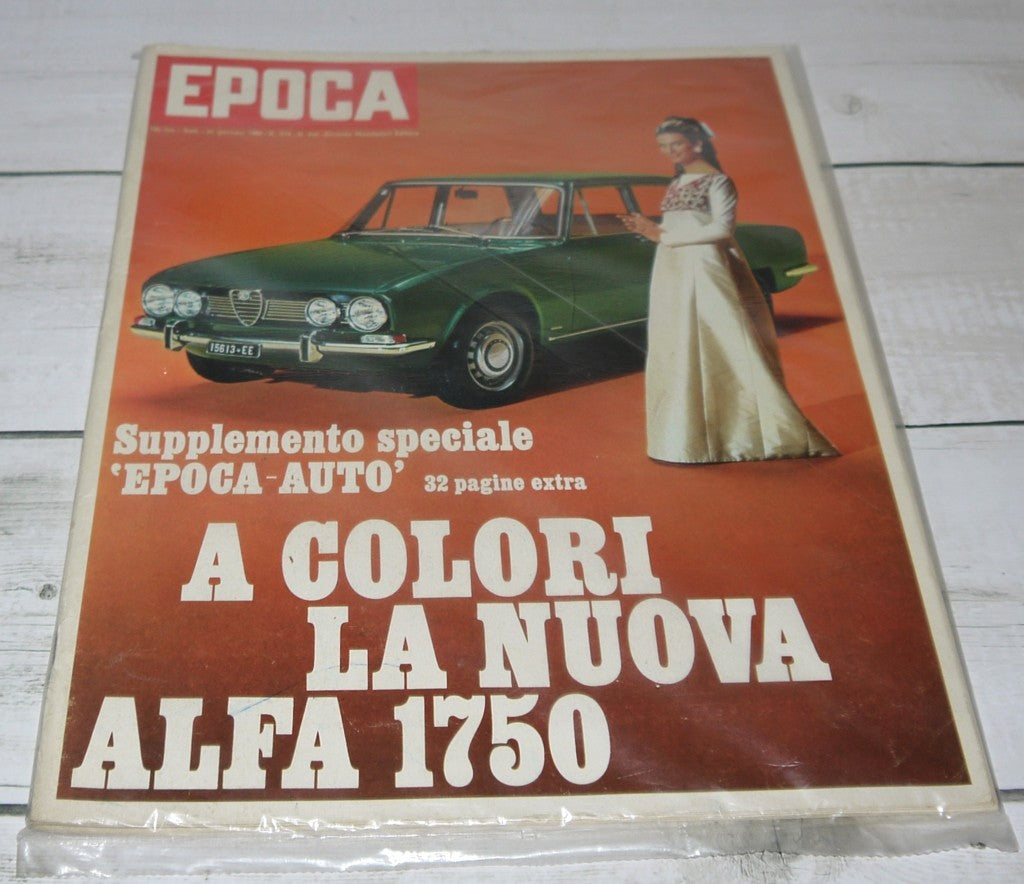 EPOCA
Supplemento speciale
‘EPOCA-AUTO’ 32 pagine extra
A COLORI
LA NUOVA
ALFA 1750
15613•EE